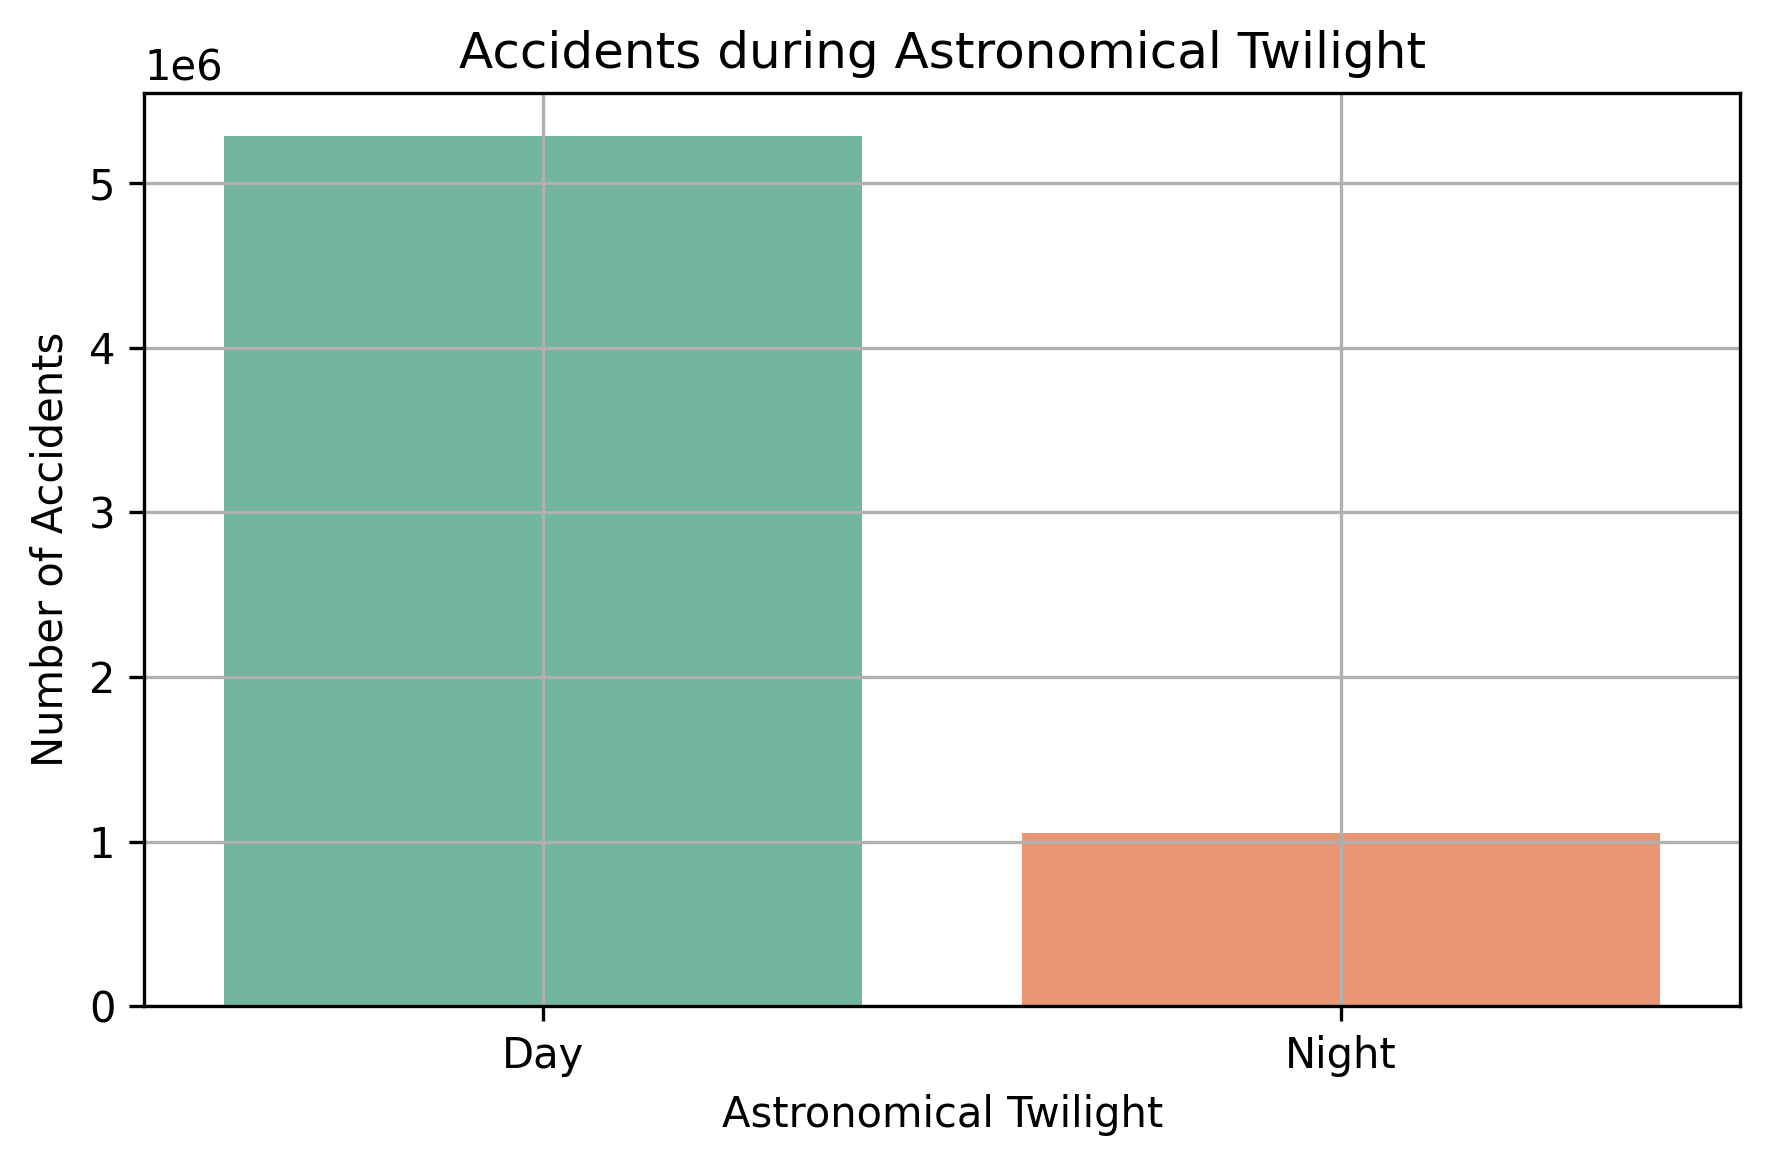 Accidents during Astronomical Twilight
1e6
5
4
3
2
1
0
Number of Accidents
Day
Night
Astronomical Twilight